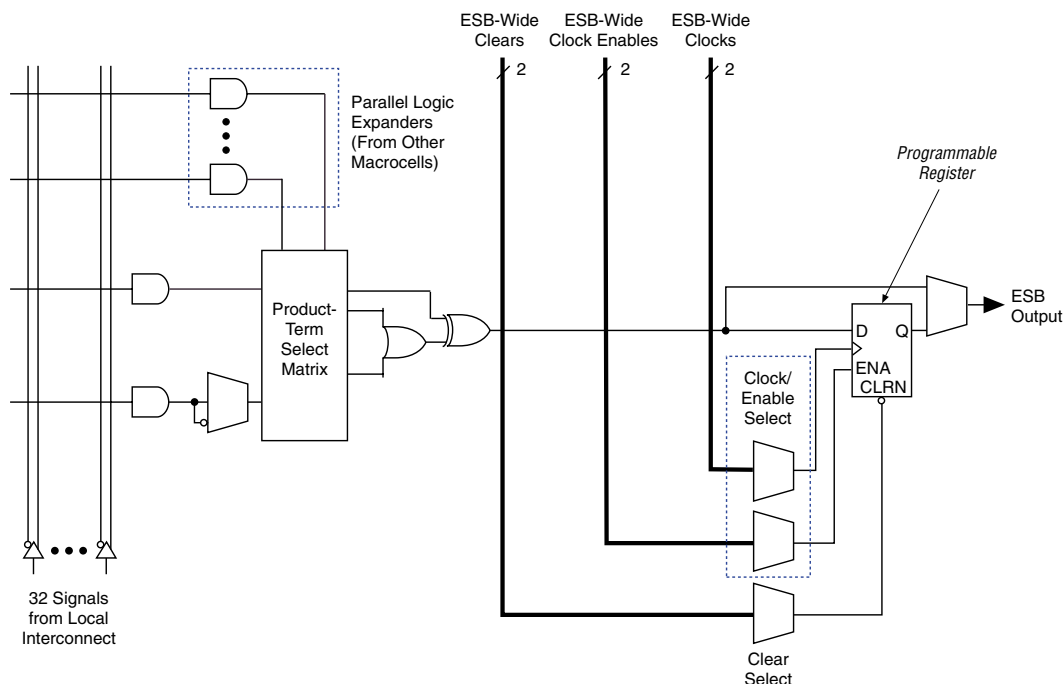 ESB-Wide
Clears
2
ESB-Wide
Clock Enables
2
ESB-Wide
Clocks
2
Parallel Logic
Expanders
(From Other
Macrocells)
Programmable
Register
Product-
Term
Select
Matrix
D
Q
ENA
CLRN
ESB
Output
Clock/
Enable
Select
32 Signals
from Local
Interconnect
Clear
Select